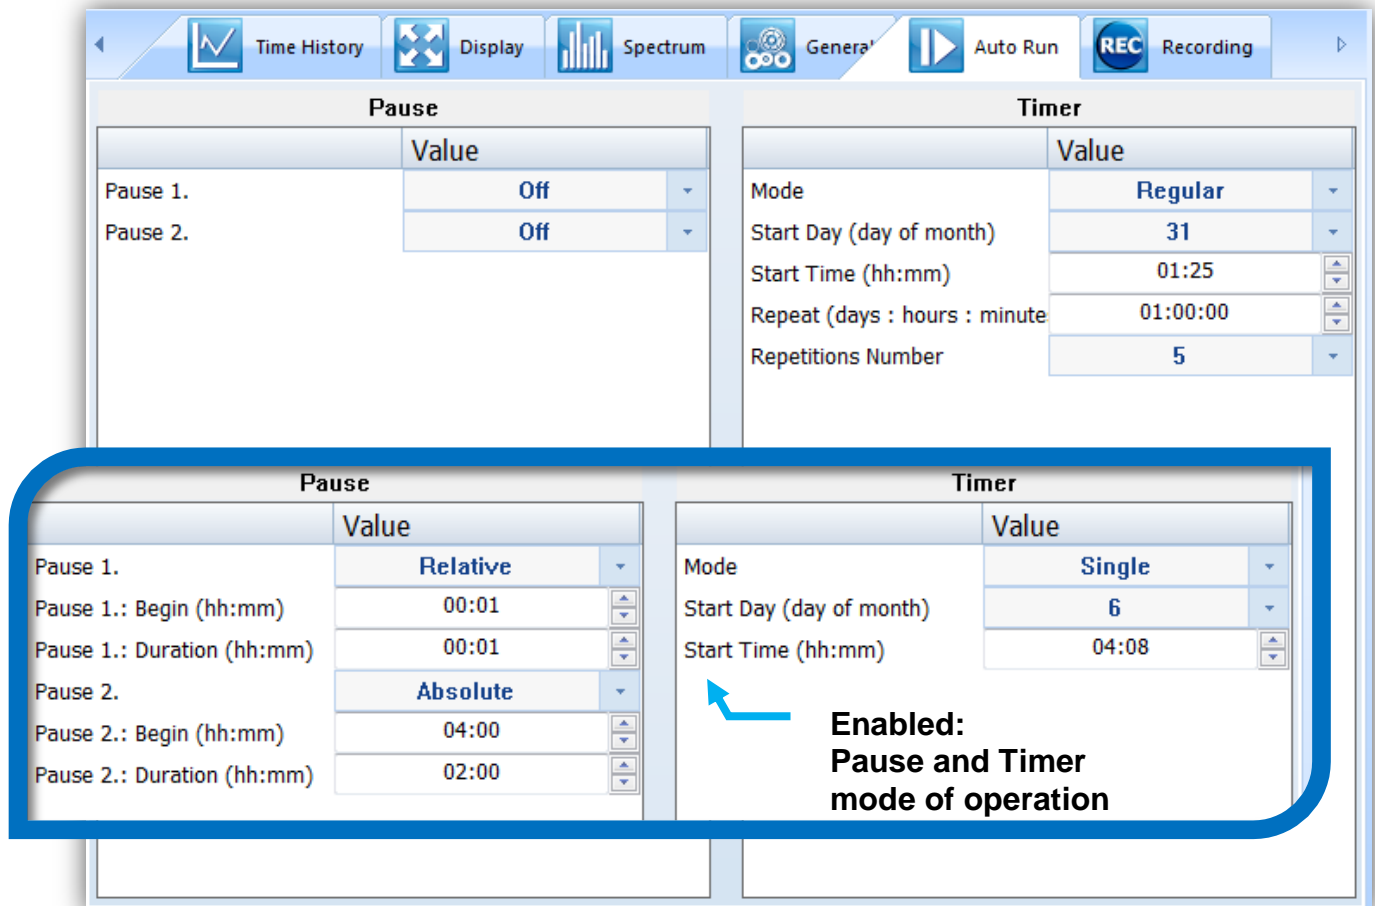 Time History Display Spectrum General Auto Run REC Recording
Pause Timer
Value Value
Pause 1. Off Mode Regular
Pause 2. Off Start Day (day of month) 31
Start Time (hh:mm) 01:25
Repeat (days : hours : minute 01:00:00
Repetitions Number 5
Pause Timer
Value Value
Pause 1. Relative Mode Single
Pause 1.: Begin (hh:mm) 00:01 Start Day (day of month) 6
Pause 1.: Duration (hh:mm) 00:01 Start Time (hh:mm) 04:08
Pause 2. Absolute
Pause 2.: Begin (hh:mm) 04:00
Pause 2.: Duration (hh:mm) 02:00
Enabled:
Pause and Timer
mode of operation